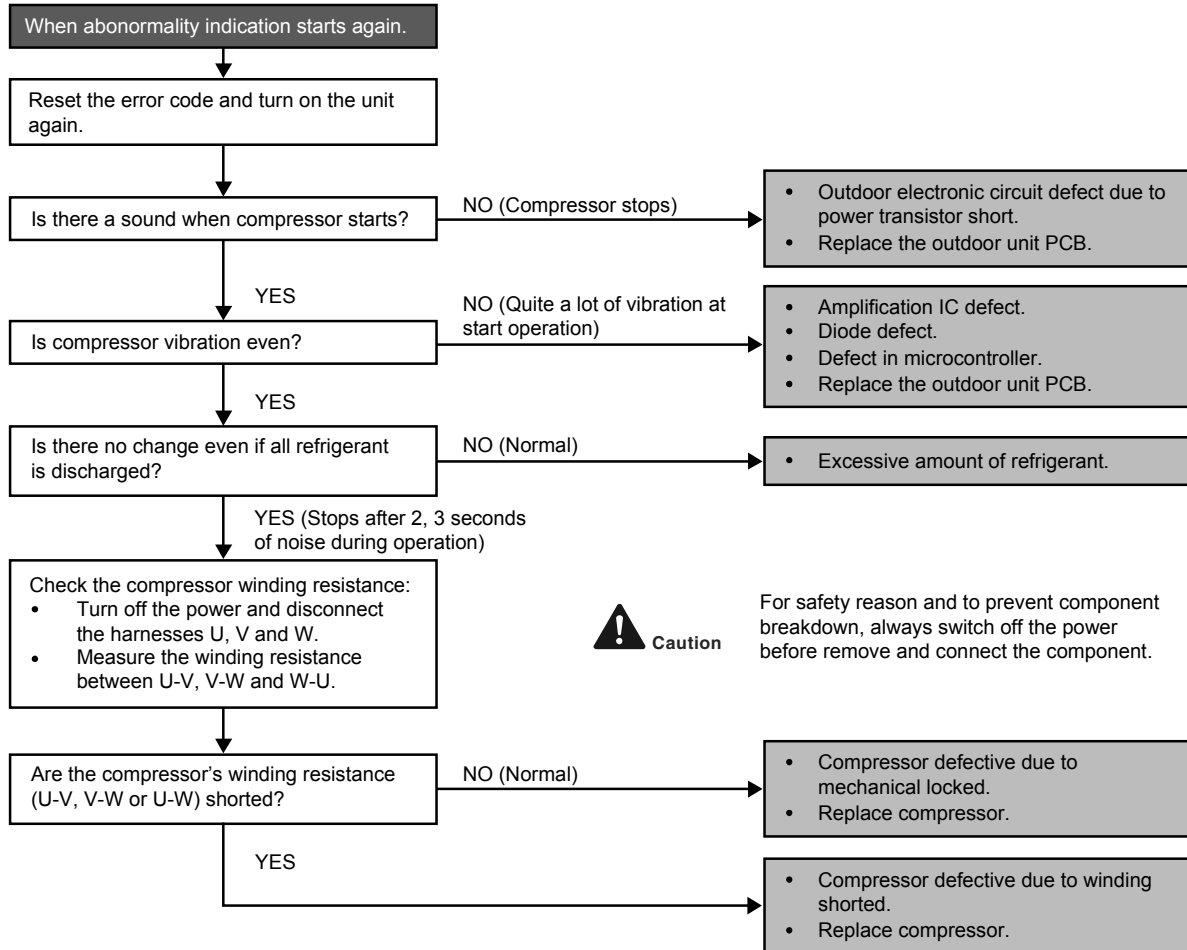 When abonormality indication starts again.
Reset the error code and turn on the unit
again.
Is there a sound when compressor starts?
NO (Compressor stops)
• Outdoor electronic circuit defect due to
power transistor short.
• Replace the outdoor unit PCB.
YES
Is compressor vibration even?
NO (Quite a lot of vibration at
start operation)
• Amplification IC defect.
• Diode defect.
• Defect in microcontroller.
• Replace the outdoor unit PCB.
YES
Is there no change even if all refrigerant
is discharged?
NO (Normal)
• Excessive amount of refrigerant.
YES (Stops after 2, 3 seconds
of noise during operation)
Check the compressor winding resistance:
• Turn off the power and disconnect
the harnesses U, V and W.
• Measure the winding resistance
between U-V, V-W and W-U.
Caution
For safety reason and to prevent component
breakdown, always switch off the power
before remove and connect the component.
Are the compressor's winding resistance
(U-V, V-W or U-W) shorted?
NO (Normal)
• Compressor defective due to
mechanical locked.
• Replace compressor.
YES
• Compressor defective due to winding
shorted.
• Replace compressor.